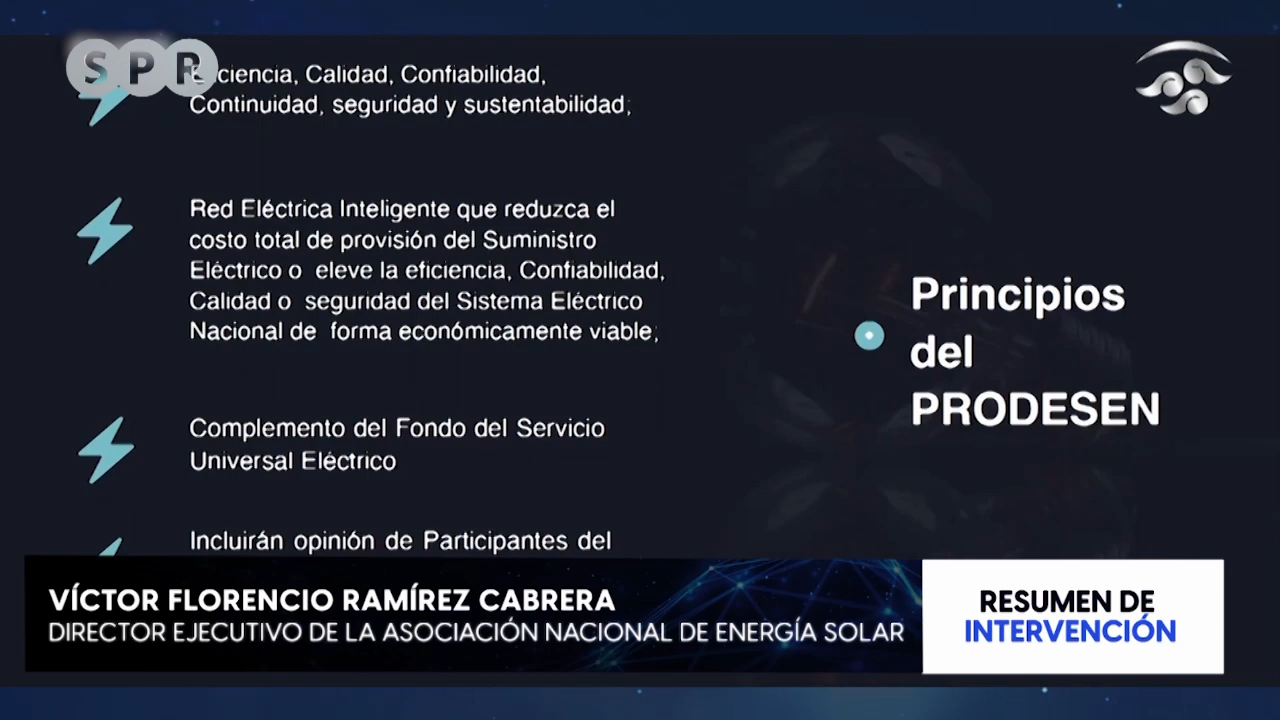 SPR
Eficiencia, Calidad, Confiabilidad,
Continuidad, seguridad y sustentabilidad;
Red Eléctrica Inteligente que reduzca el
costo total de provisión del Suministro
Eléctrico o eleve la eficiencia, Confiabilidad,
Calidad o seguridad del Sistema Eléctrico
Nacional de forma económicamente viable;
Complemento del Fondo del Servicio
Universal Eléctrico
Incluirán opinión de Participantes del
Principios
del
PRODESEN
VÍCTOR FLORENCIO RAMÍREZ CABRERA
DIRECTOR EJECUTIVO DE LA ASOCIACIÓN NACIONAL DE ENERGÍA SOLAR
RESUMEN DE
INTERVENCIÓN